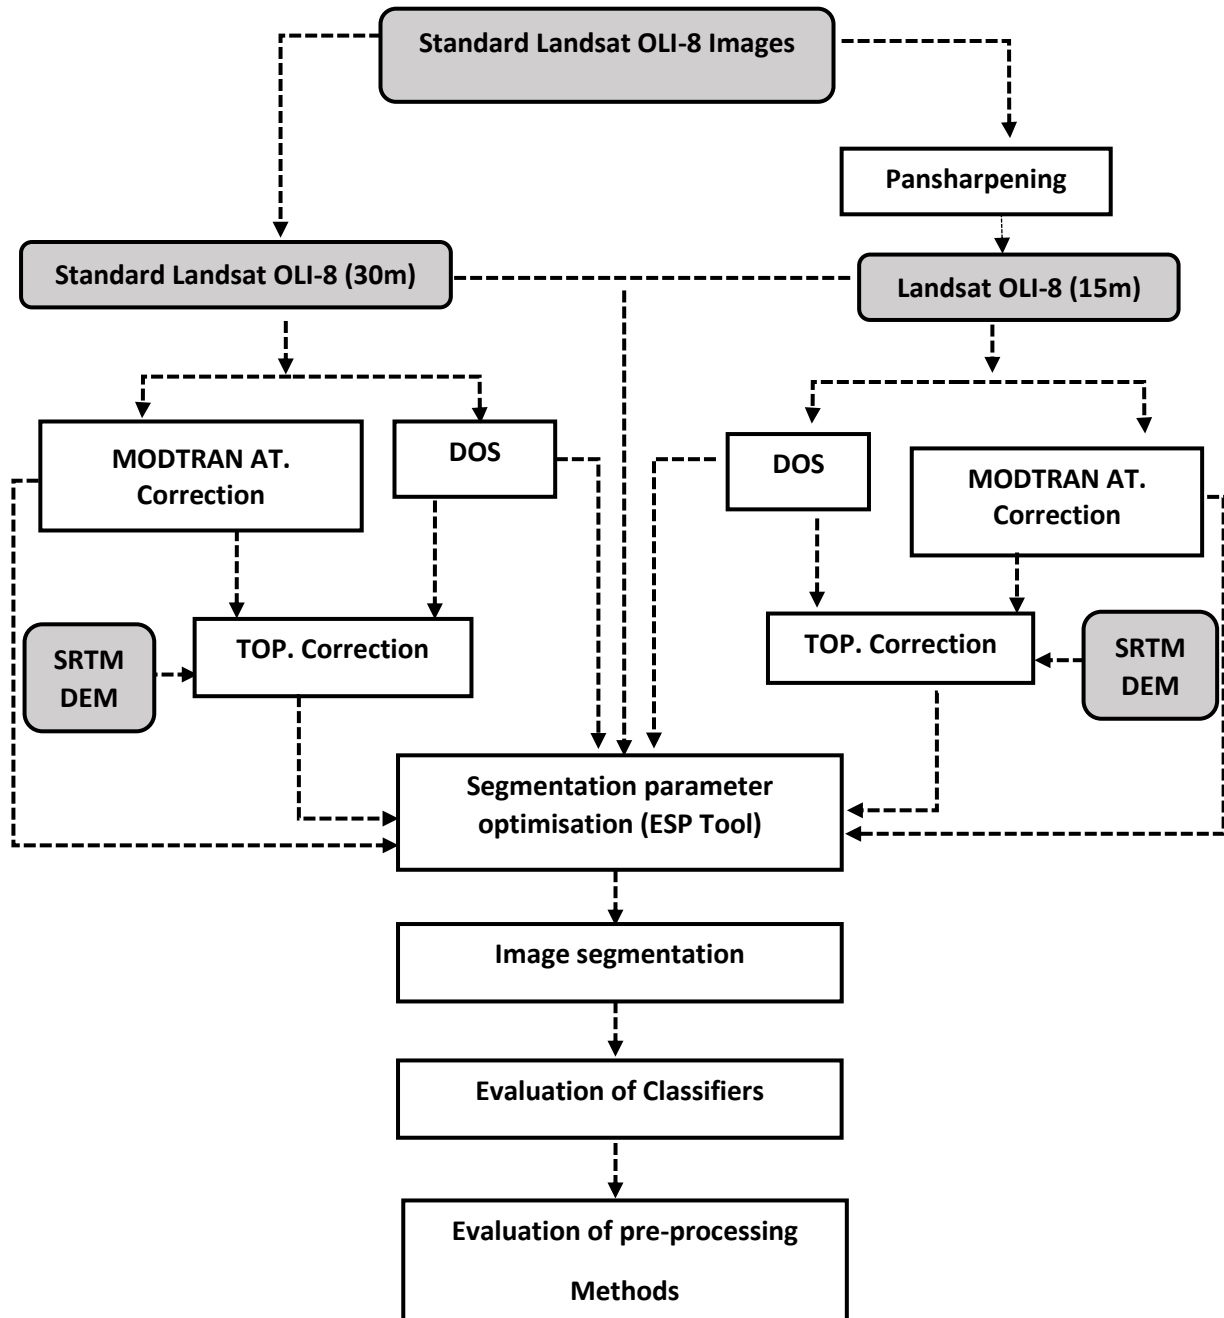 Standard Landsat OLI-8 Images
Pansharpening
Standard Landsat OLI-8 (30m)
Landsat OLI-8 (15m)
MODTRAN AT.
Correction
DOS
DOS
MODTRAN AT.
Correction
SRTM
DEM
TOP. Correction
TOP. Correction
SRTM
DEM
Segmentation parameter
optimisation (ESP Tool)
Image segmentation
Evaluation of Classifiers
Evaluation of pre-processing
Methods